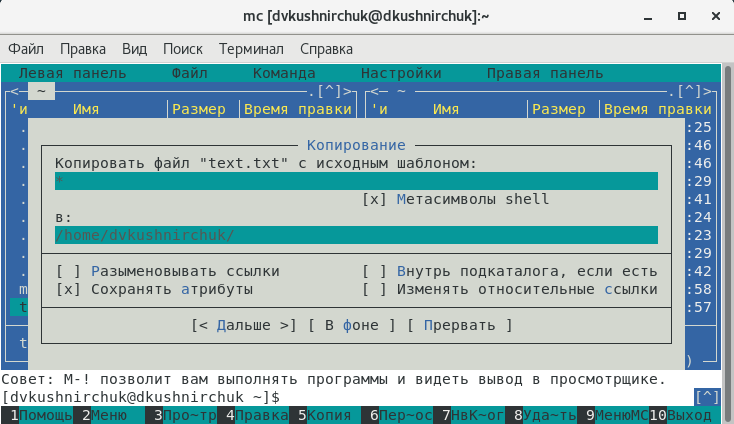 mc [dvkushnirchuk@dkushnirchuk]:~
Файл Правка Вид Поиск Терминал Справка
Левая панель Файл Команда Настройки Правая панель
<─ ~ .[^]> <─ ~ .[^]>
'и Имя Размер Время правки 'и Имя Размер Время правки
. :25
. Копирование :46
. Копировать файл "text.txt" с исходным шаблоном: :46
. * :29
. [x] Метасимволы shell :41
. в: :24
. /home/dvkushnirchuk/ :23
. :29
. [ ] Разыменовывать ссылки [ ] Внутрь подкаталога, если есть :42
m [x] Сохранять атрибуты [ ] Изменять относительные ссылки :58
t :57
[< Дальше >] [ В фоне ] [ Прервать ]
t
)
Совет: M-! позволит вам выполнять программы и видеть вывод в просмотрщике.
[dvkushnirchuk@dkushnirchuk ~]$ [^]
1Помощь 2Меню 3Про~тр 4Правка 5Копия 6Пер~ос 7НвК~ог 8Уда~ть 9МенюMC 10Выход